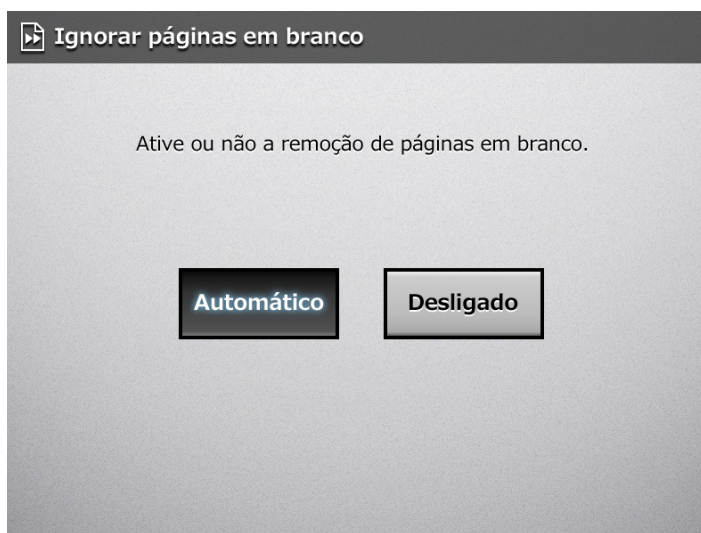 Ignorar páginas em branco
Ative ou não a remoção de páginas em branco.
Automático
Desligado